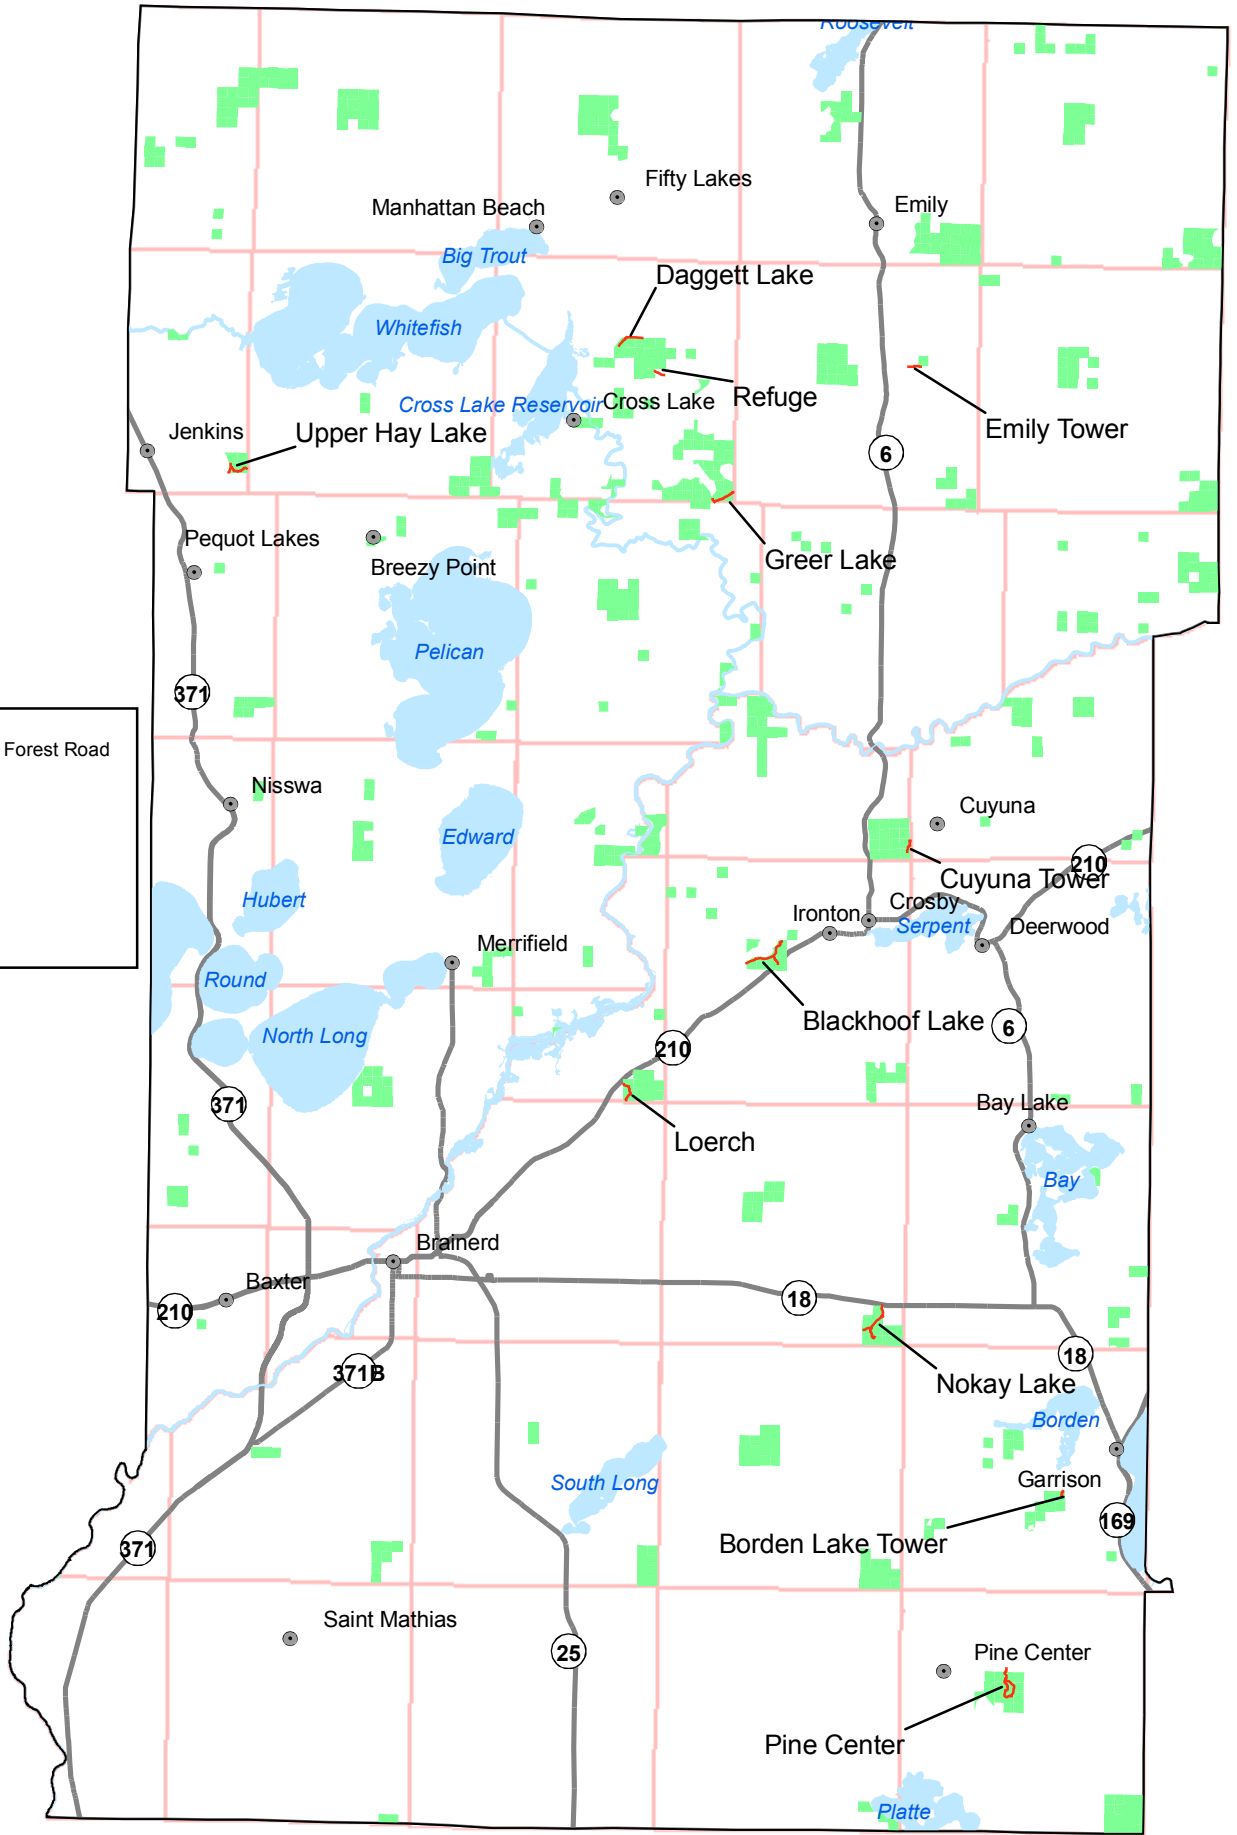 Roosevelt
Fifty Lakes
Manhattan Beach
Emily
Big Trout
Daggett Lake
Whitefish
Refuge
Cross Lake Reservoir
Cross Lake
Emily Tower
Jenkins
Upper Hay Lake
6
Pequot Lakes
Greer Lake
Breezy Point
Pelican
371
Forest Road
Nisswa
Cuyuna
Edward
210
Cuyuna Tower
Hubert
Crosby
Ironton
Serpent
Deerwood
Merrifield
Round
Blackhoof Lake
6
North Long
210
371
Bay Lake
Loerch
Bay
Brainerd
Baxter
210
18
18
371B
Nokay Lake
Borden
South Long
Garrison
169
Borden Lake Tower
371
Saint Mathias
25
Pine Center
Pine Center
Platte